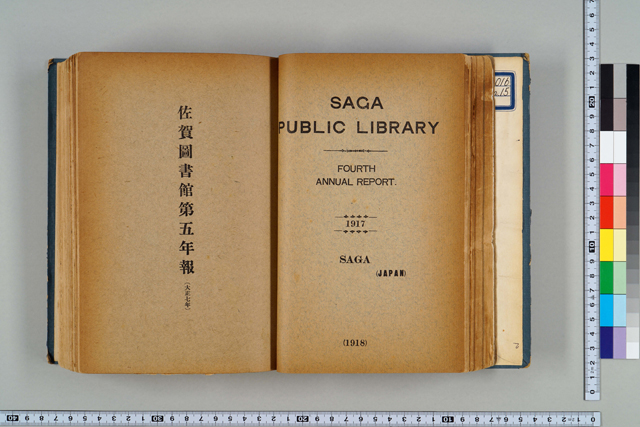 佐賀圖書館第五年報
(大正七年)
SAGA
PUBLIC LIBRARY
FOURTH
ANNUAL REPORT.
1917
SAGA
(JAPAN)
(1918)